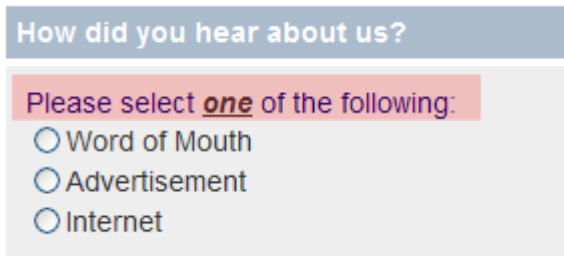 How did you hear about us?
Please select one of the following:
Word of Mouth
Advertisement
Internet